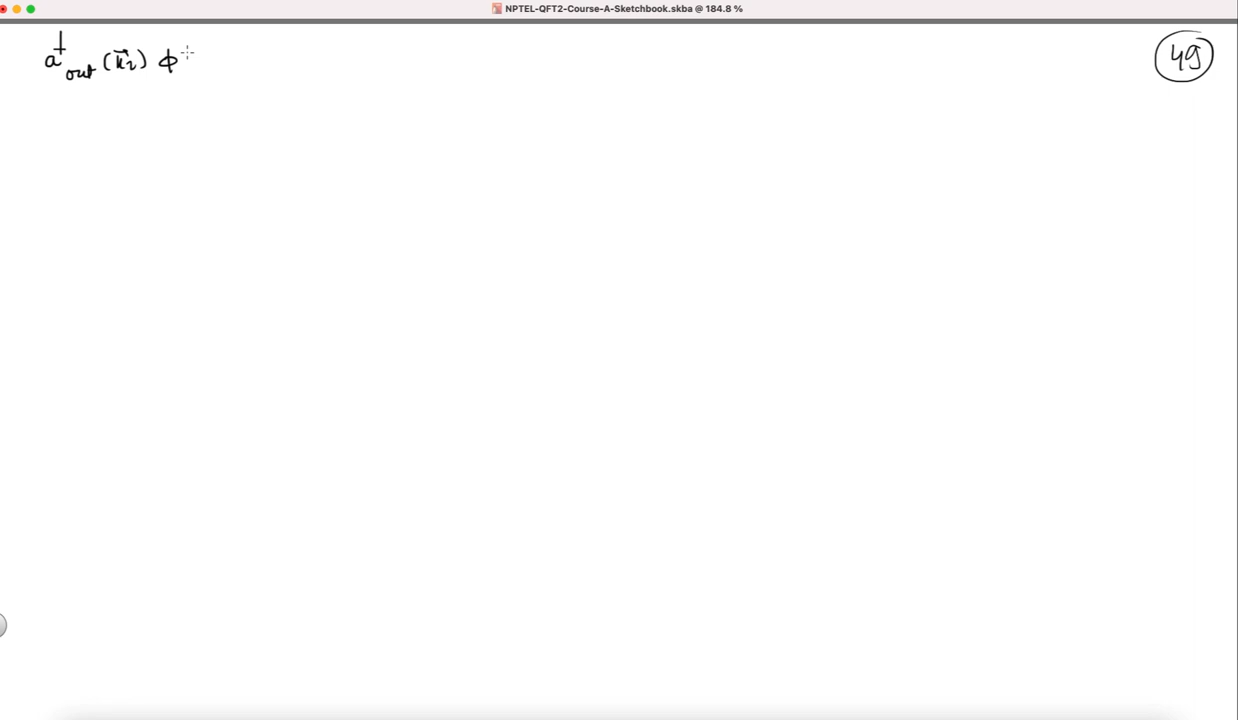 NPTEL-QFT2-Course-A-Sketchbook.skba @ 184.8 %
a†out (k⃗2) ϕ
49